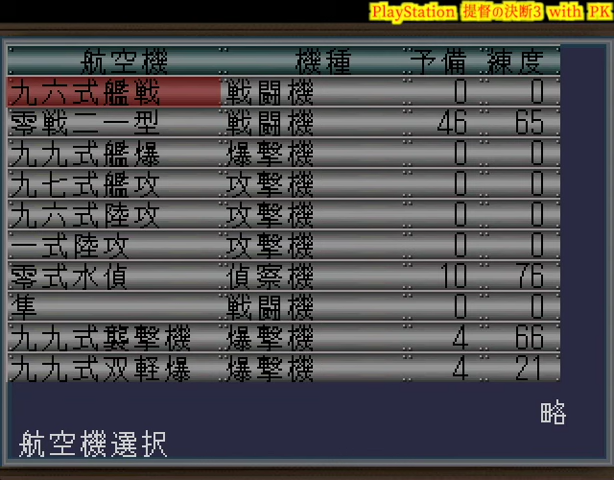 PlayStation 提督の決断3 with PK
航空機 機種 予備 練度
九六式艦戦 戦闘機 0 0
零戦二一型 戦闘機 46 65
九九式艦爆 爆撃機 0 0
九七式艦攻 攻撃機 0 0
九六式陸攻 攻撃機 0 0
一式陸攻 攻撃機 0 0
零式水偵 偵察機 10 76
隼 戦闘機 0 0
九九式襲撃機 爆撃機 4 66
九九式双軽爆 爆撃機 4 21
略
航空機選択